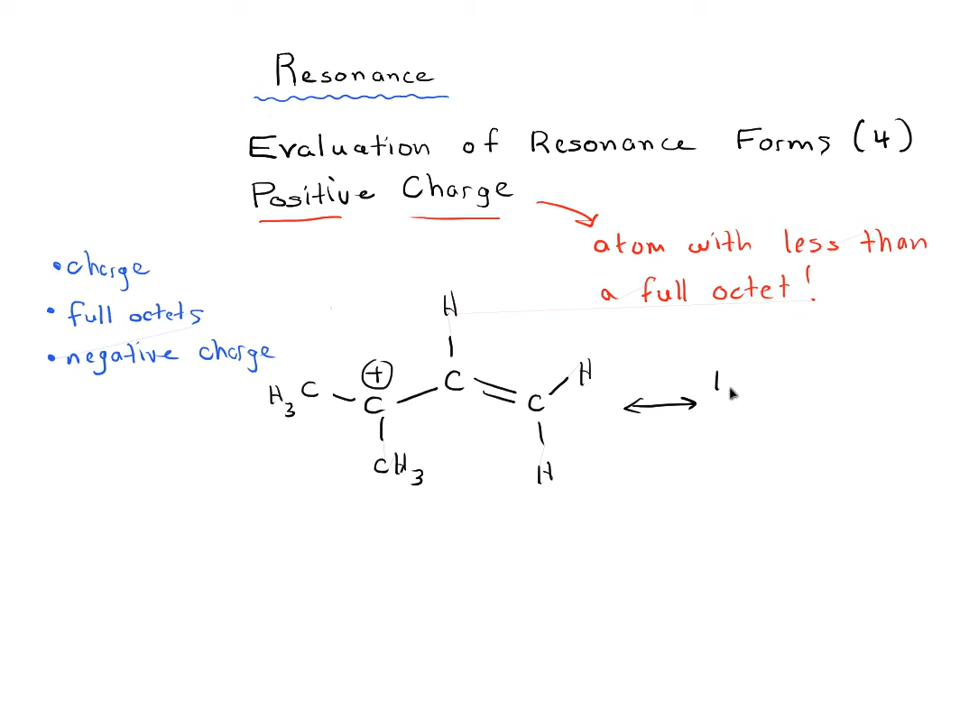 Resonance
Evaluation of Resonance Forms (4)
Positive Charge
atom with less than
a full octet!
• charge
• full octets
• negative charge
H
H3C
+
C
C
C
H
CH3
H